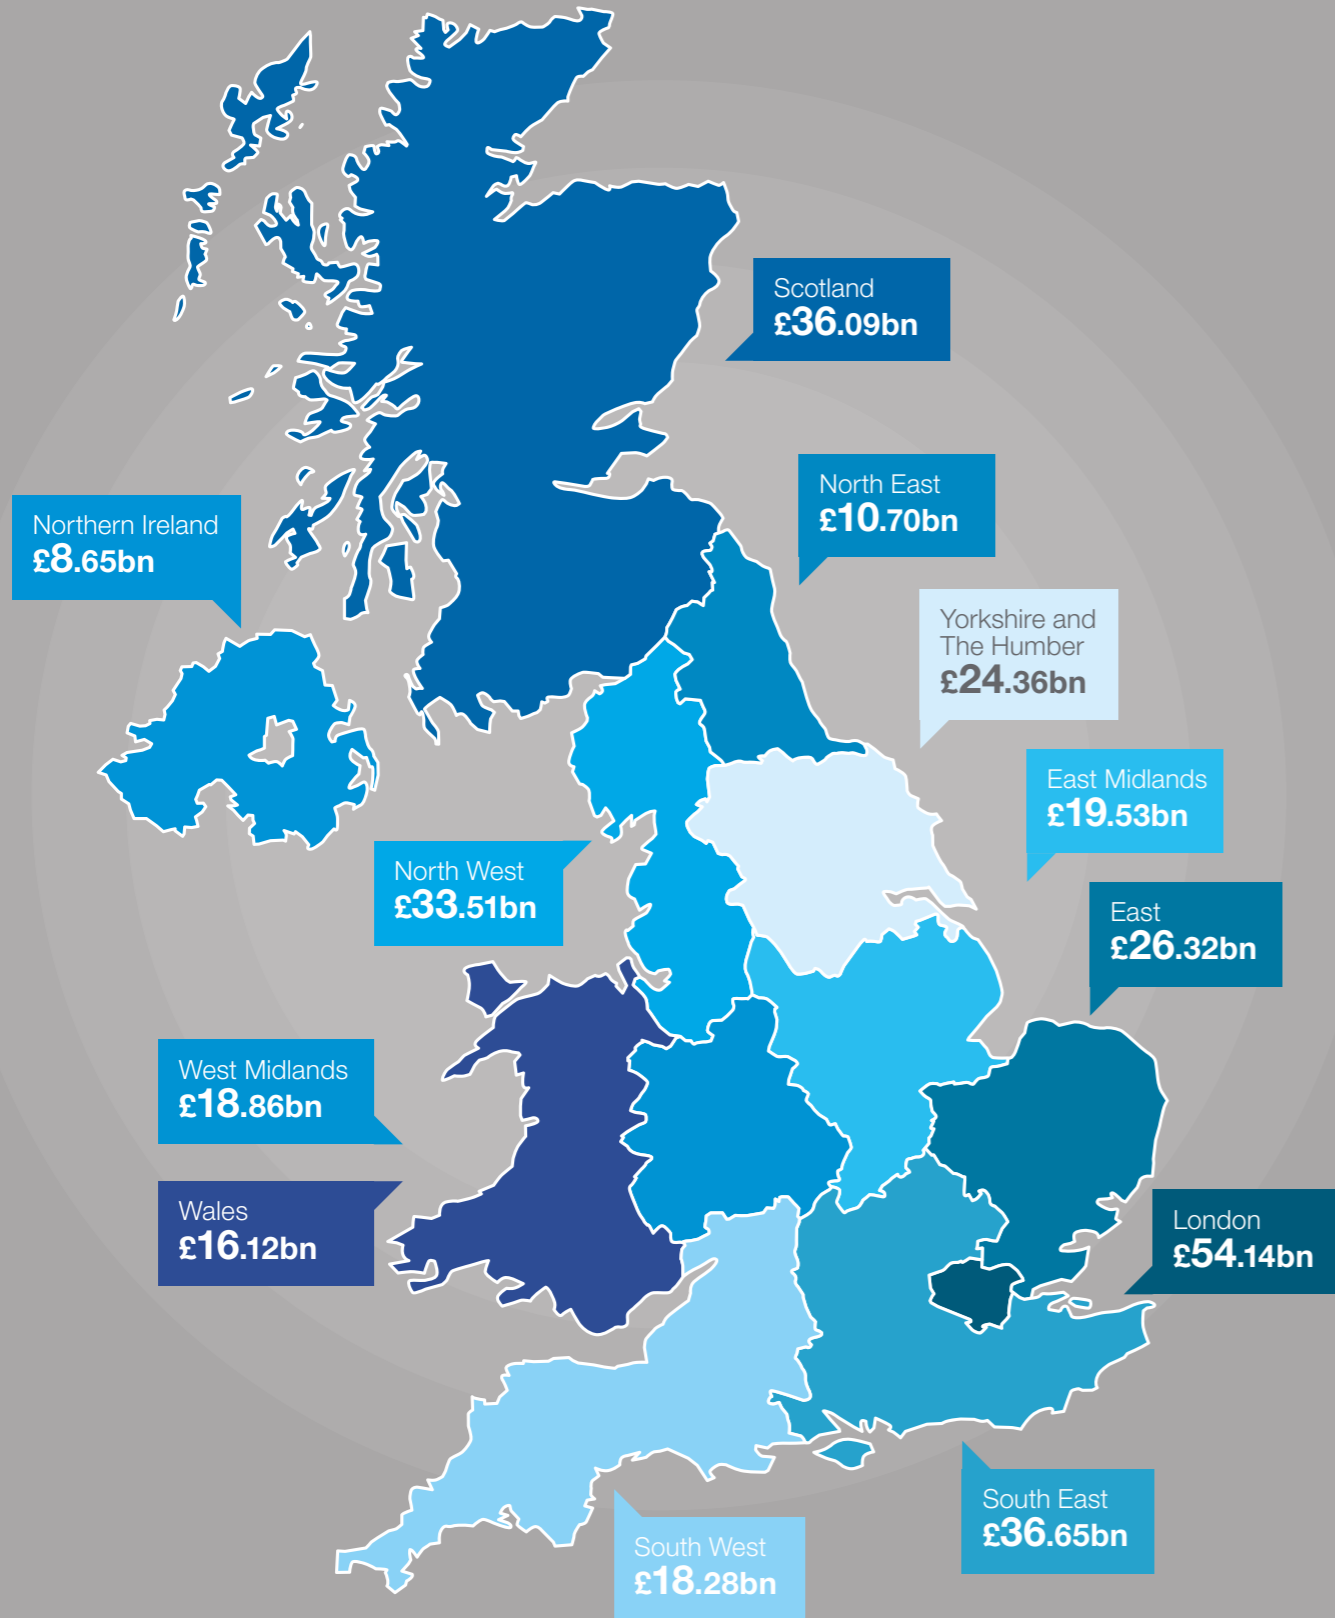 Scotland
£36.09bn
North East
£10.70bn
Northern Ireland
£8.65bn
Yorkshire and
The Humber
£24.36bn
East Midlands
£19.53bn
North West
£33.51bn
East
£26.32bn
West Midlands
£18.86bn
Wales
£16.12bn
London
£54.14bn
South East
£36.65bn
South West
£18.28bn